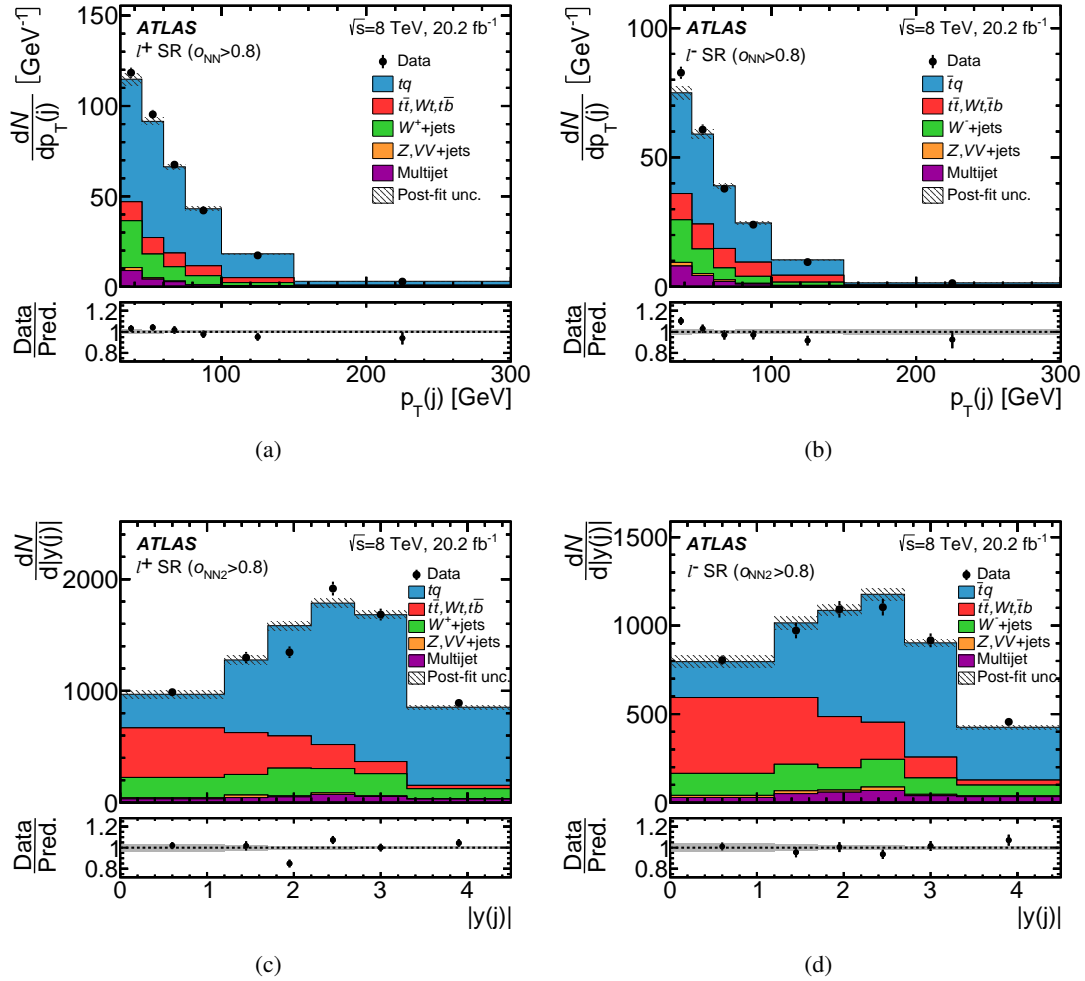 ATLAS
√s=8 TeV, 20.2 fb⁻¹
l⁺ SR (o_NN>0.8)
Data
tq
tt̄,Wt,tb̄
W⁺+jets
Z,VV+jets
Multijet
Post-fit unc.
dN/dp_T(j) [GeV⁻¹]
150
100
50
0
Data/Pred.
1.2
1
0.8
100 200 300
p_T(j) [GeV]
(a)
ATLAS
√s=8 TeV, 20.2 fb⁻¹
l⁻ SR (o_NN>0.8)
Data
t̄q
tt̄,Wt,t̄b
W⁻+jets
Z,VV+jets
Multijet
Post-fit unc.
dN/dp_T(j) [GeV⁻¹]
100
50
0
Data/Pred.
1.2
1
0.8
100 200 300
p_T(j) [GeV]
(b)
ATLAS
√s=8 TeV, 20.2 fb⁻¹
l⁺ SR (o_NN2>0.8)
Data
tq
tt̄,Wt,tb̄
W⁺+jets
Z,VV+jets
Multijet
Post-fit unc.
dN/d|y(j)|
2000
1000
0
Data/Pred.
1.2
1
0.8
0 1 2 3 4
|y(j)|
(c)
ATLAS
√s=8 TeV, 20.2 fb⁻¹
l⁻ SR (o_NN2>0.8)
Data
t̄q
tt̄,Wt,t̄b
W⁻+jets
Z,VV+jets
Multijet
Post-fit unc.
dN/d|y(j)|
1500
1000
500
0
Data/Pred.
1.2
1
0.8
0 1 2 3 4
|y(j)|
(d)